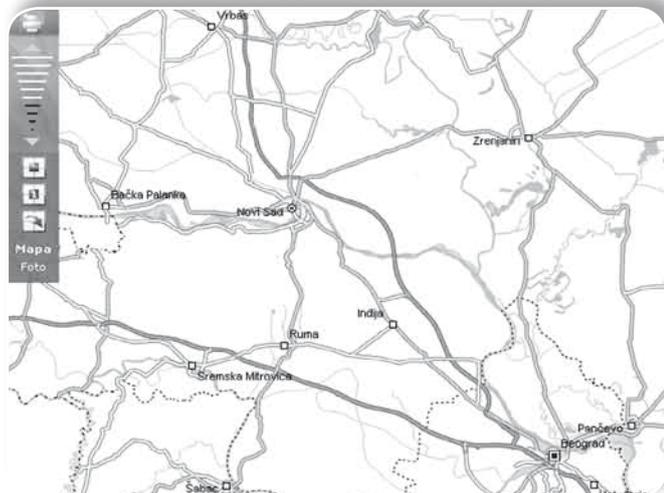 Vrbas
Zrenjanin
Bačka Palanka
Novi Sad
Mapa
Foto
Inđija
Ruma
Sremska Mitrovica
Pančevo
Beograd
Šabac